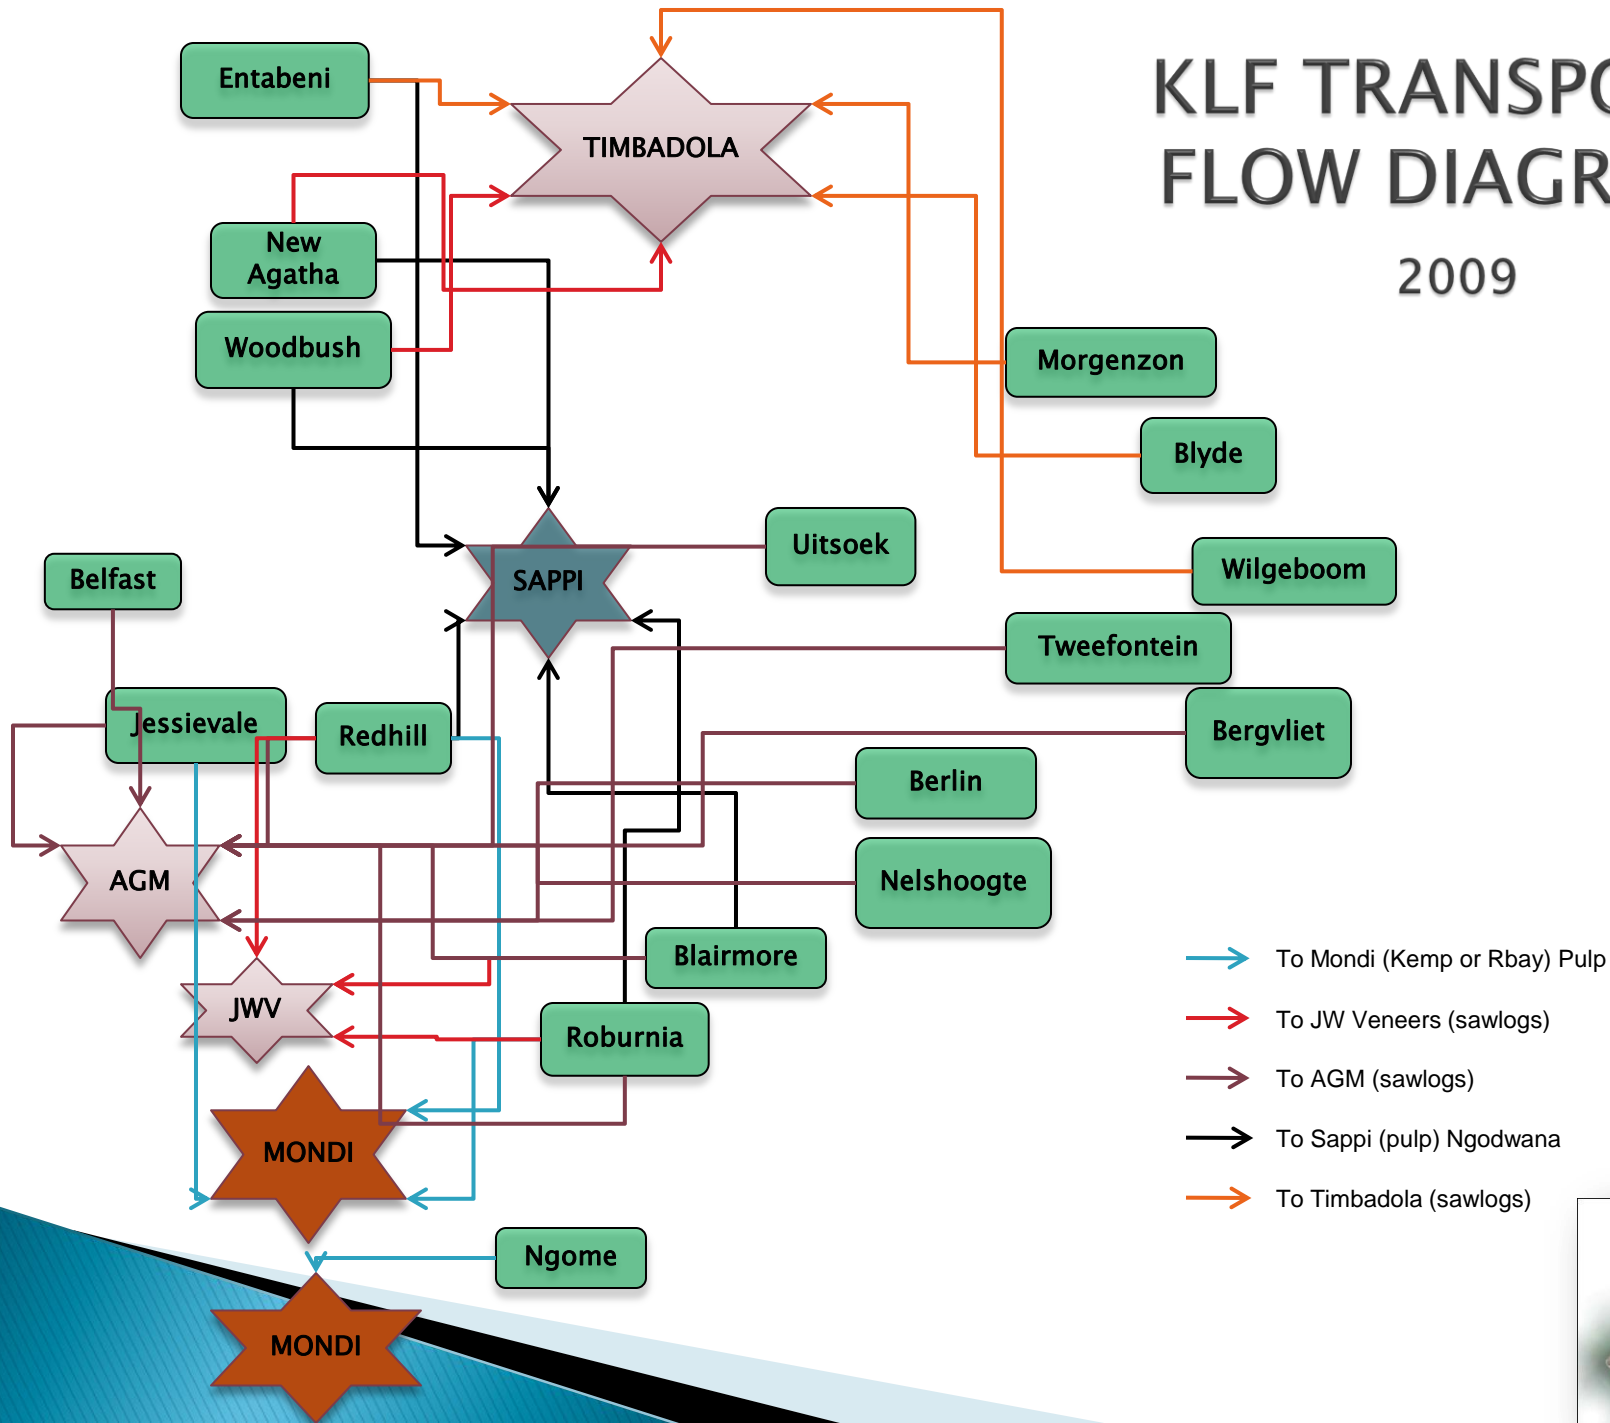 KLF TRANSPO
FLOW DIAGR
2009
Entabeni
TIMBADOLA
New
Agatha
Woodbush
Morgenzon
Blyde
Uitsoek
Wilgeboom
SAPPI
Belfast
Tweefontein
Jessievale
Redhill
Bergvliet
Berlin
AGM
Nelshoogte
Blairmore
JWV
Roburnia
MONDI
Ngome
MONDI
To Mondi (Kemp or Rbay) Pulp
To JW Veneers (sawlogs)
To AGM (sawlogs)
To Sappi (pulp) Ngodwana
To Timbadola (sawlogs)